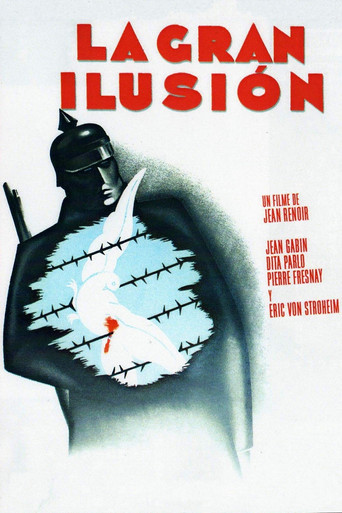 LA GRAN
ILUSIÓN
UN FILME DE
JEAN RENOIR
JEAN GABIN
DITA PARLO
PIERRE FRESNAY
Y
ERIC VON STROHEIM